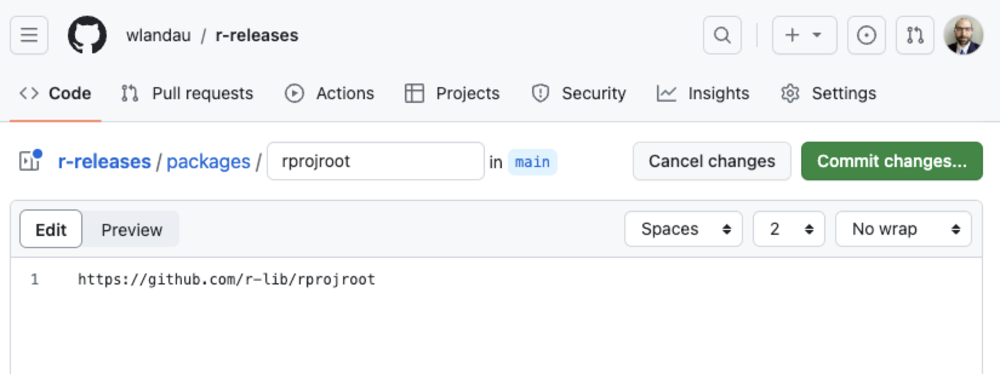 wlandau / r-releases
Code Pull requests Actions Projects Security Insights Settings
r-releases / packages / rprojroot in main Cancel changes Commit changes...
Edit Preview Spaces 2 No wrap
1 https://github.com/r-lib/rprojroot